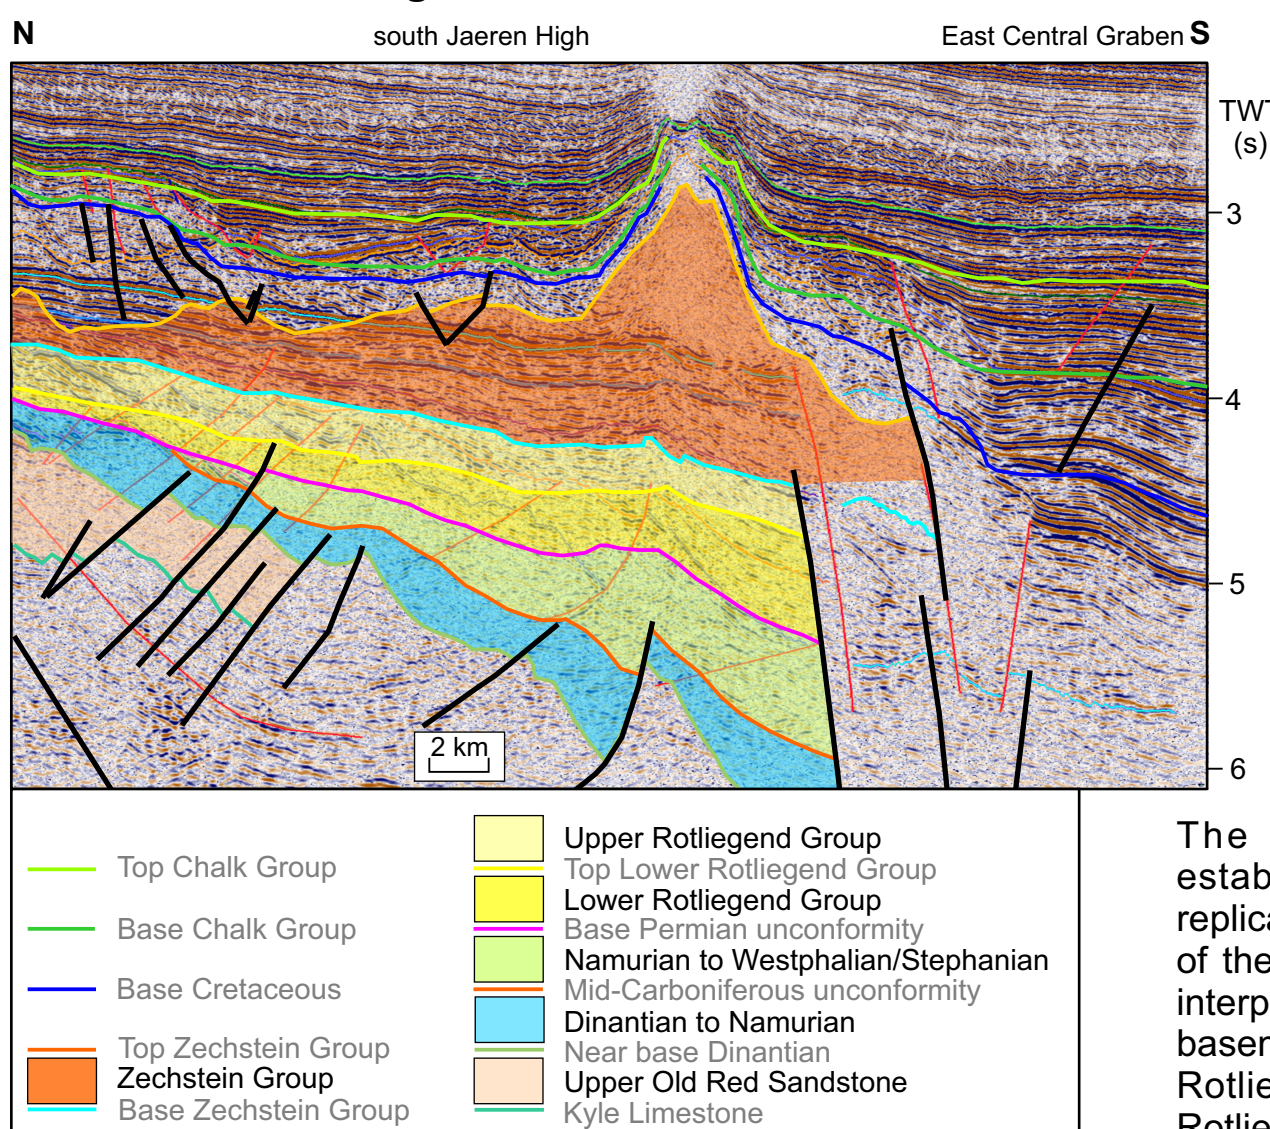 N south Jaeren High East Central Graben S
TWT
(s)
3
4
5
6
2 km
Top Chalk Group
Base Chalk Group
Base Cretaceous
Top Zechstein Group
Zechstein Group
Base Zechstein Group
Upper Rotliegend Group
Top Lower Rotliegend Group
Lower Rotliegend Group
Base Permian unconformity
Namurian to Westphalian/Stephanian
Mid-Carboniferous unconformity
Dinantian to Namurian
Near base Dinantian
Upper Old Red Sandstone
Kyle Limestone
The
estab
replica
of the
interp
basem
Rotlie
Rotlie